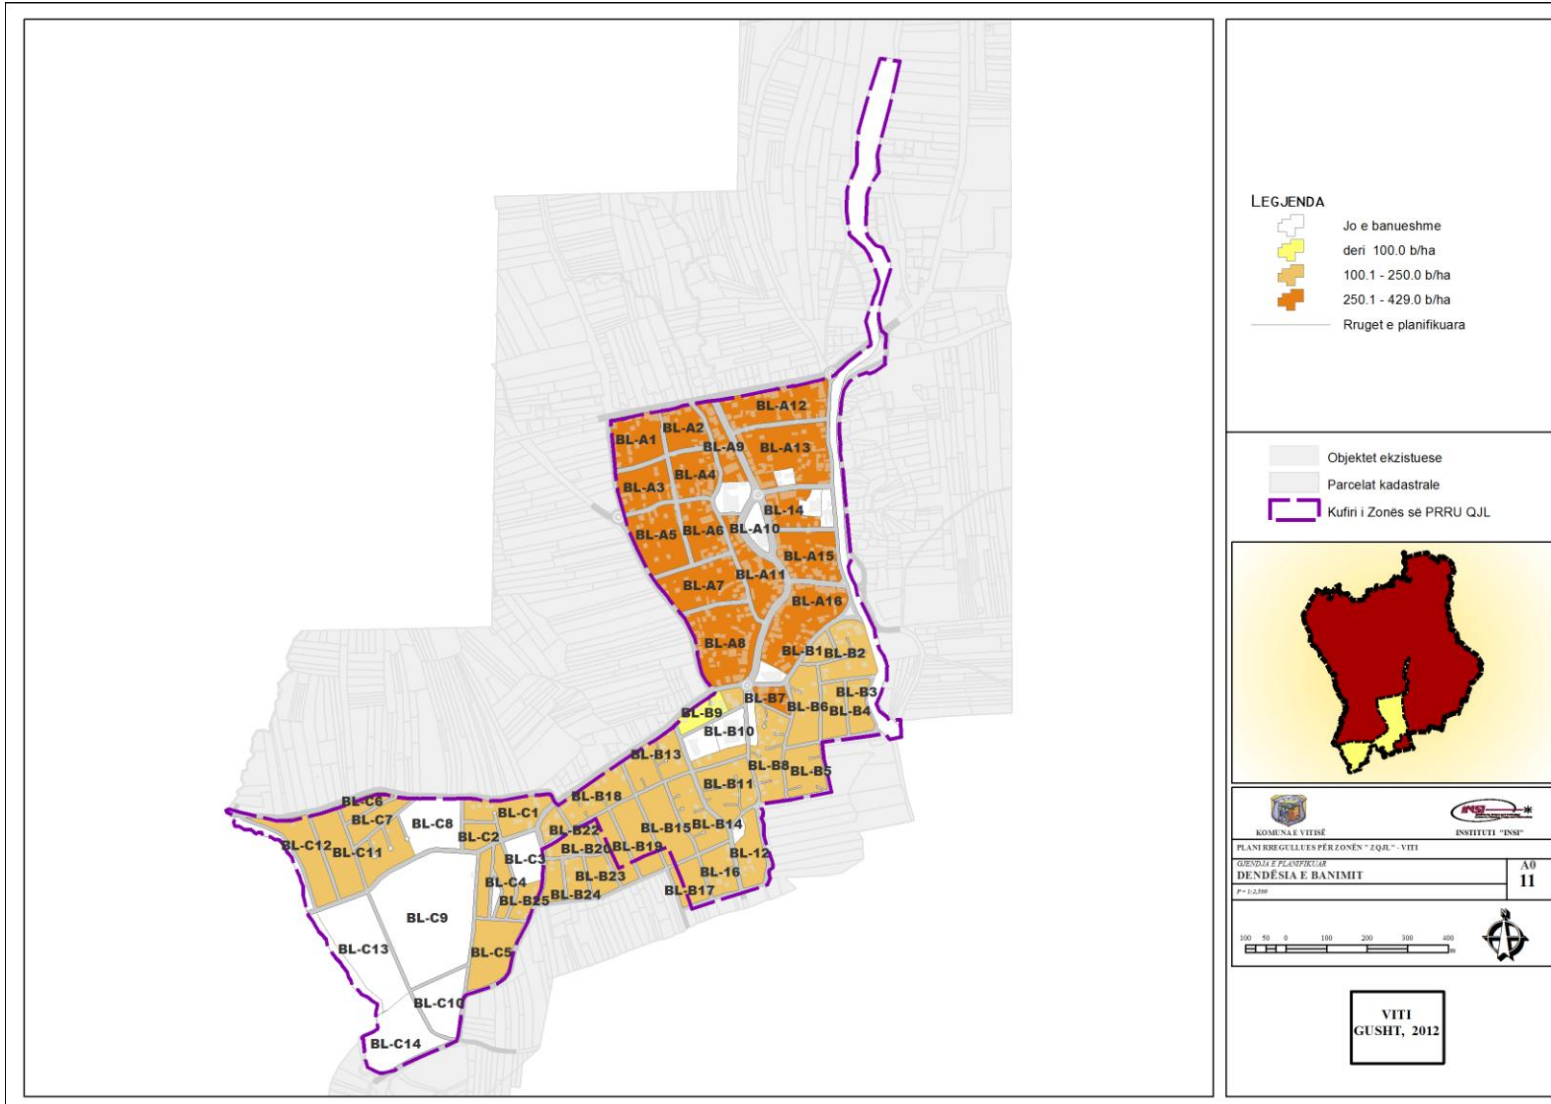 BL-A12
BL-A2
BL-A1
BL-A9
BL-A13
BL-A4
BL-A3
BL-14
BL-A10
BL-A6
BL-A5
BL-A15
BL-A11
BL-A7
BL-A16
BL-A8
BL-B1
BL-B2
BL-B3
BL-B7
BL-B6
BL-B4
BL-B9
BL-B10
BL-B13
BL-B8
BL-B5
BL-B11
BL-B18
BL-C6
BL-C1
BL-C7
BL-C8
BL-B22
BL-B15
BL-B14
BL-C2
BL-C12
BL-C11
BL-B20
BL-B19
BL-12
BL-C3
BL-16
BL-B23
BL-C4
BL-B17
BL-B24
BL-B25
BL-C9
BL-C13
BL-C5
BL-C10
BL-C14
LEGJENDA
Jo e banueshme
deri 100.0 b/ha
100.1 - 250.0 b/ha
250.1 - 429.0 b/ha
Rruget e planifikuara
Objektet ekzistuese
Parcelat kadastrale
Kufiri i Zonës së PRRU QJL
INSI
KOMUNA E VITISË
INSTITUTI "INSI"
PLANI RREGULLUES PËR ZONËN " ZQJL" - VITI
GJENDJA E PLANIFIKUAR
DENDËSIA E BANIMIT
A0
11
P = 1:2,500
100 50 0 100 200 300 400
m
VITI
GUSHT, 2012